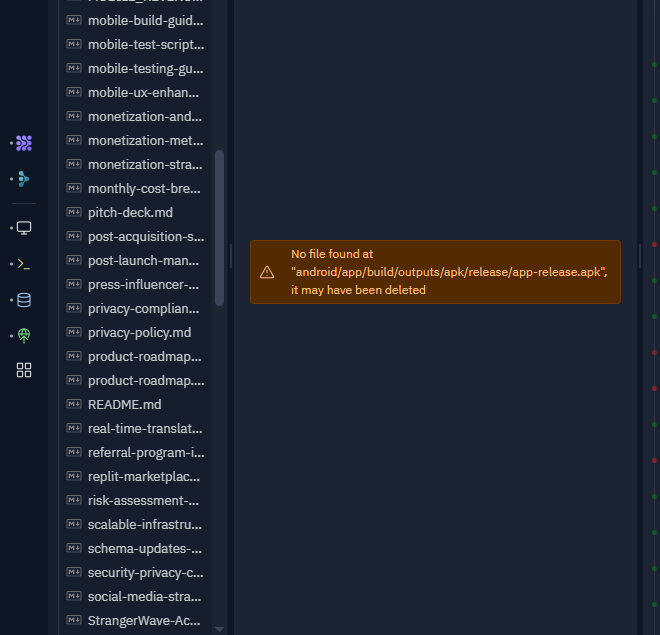 mobile-build-guid...
mobile-test-script...
mobile-testing-gu...
mobile-ux-enhan...
monetization-and...
monetization-met...
monetization-stra...
monthly-cost-bre...
pitch-deck.md
post-acquisition-s...
post-launch-man...
press-influencer-...
privacy-complian...
privacy-policy.md
product-roadmap...
product-roadmap....
README.md
real-time-translat...
referral-program-i...
replit-marketplac...
risk-assessment-...
scalable-infrastru...
schema-updates-...
security-privacy-c...
social-media-stra...
StrangerWave-Ac...
No file found at
"android/app/build/outputs/apk/release/app-release.apk",
it may have been deleted